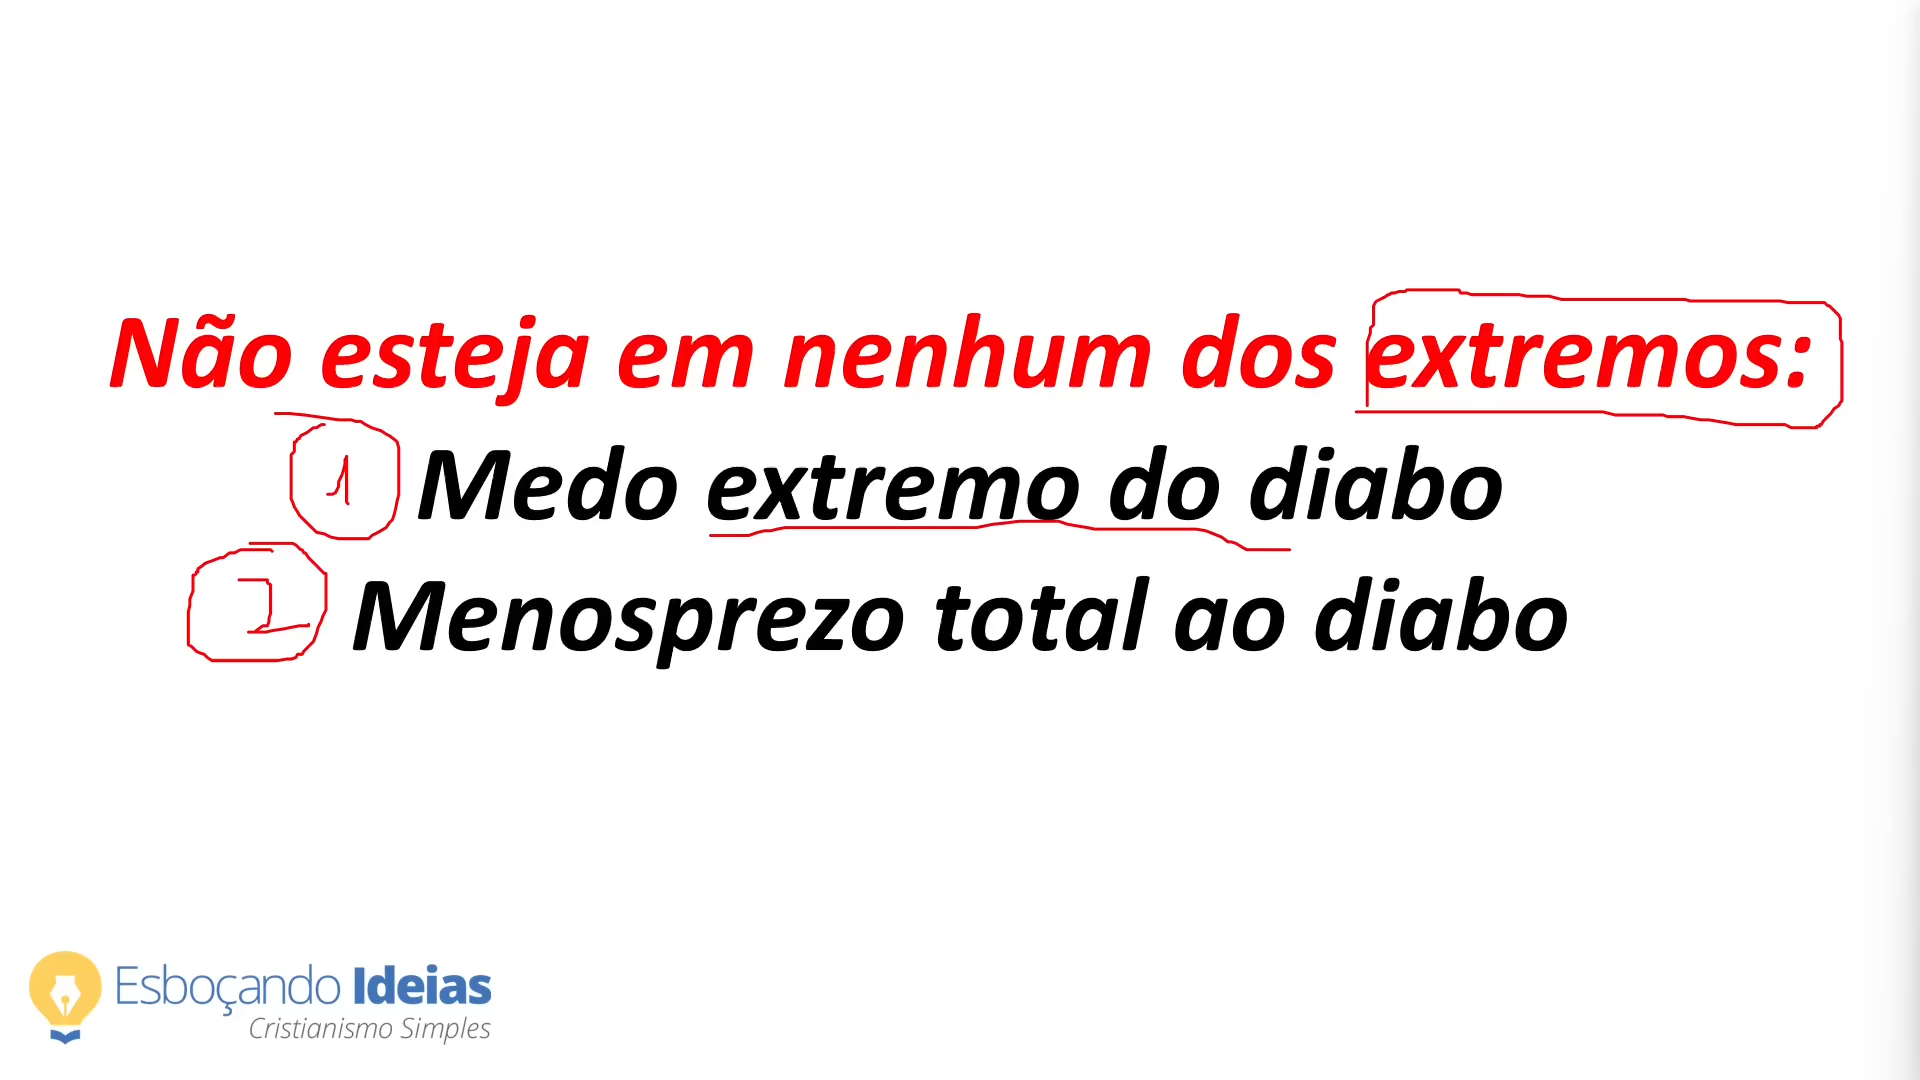 Não esteja em nenhum dos extremos:
1 Medo extremo do diabo
2 Menosprezo total ao diabo
Esboçando Ideias
Cristianismo Simples